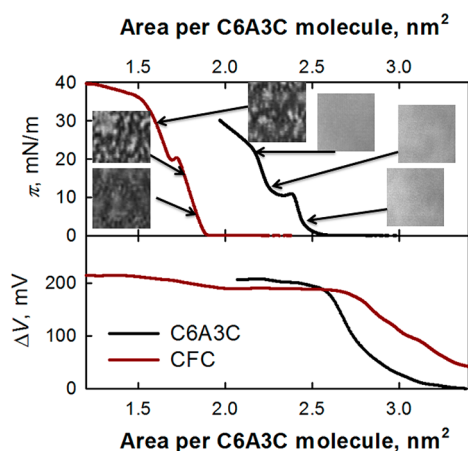 Area per C6A3C molecule, nm²
1.5 2.0 2.5 3.0
40
30
20
10
0
π, mN/m
200
100
0
ΔV, mV
C6A3C
CFC
1.5 2.0 2.5 3.0
Area per C6A3C molecule, nm²